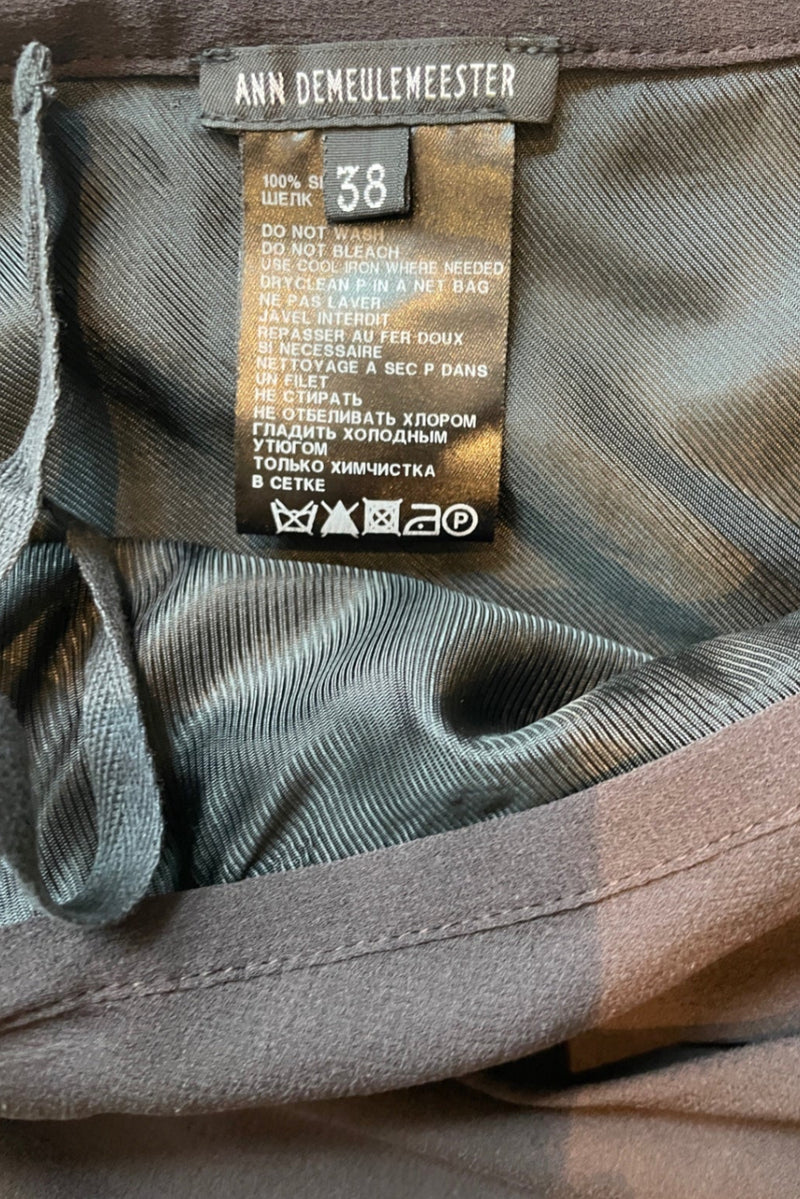 ANN DEMEULEMEESTER
38
100%
ШЕЛК
DO NOT WASH
DO NOT BLEACH
USE COOL IRON WHERE NEEDED
DRYCLEAN P IN A NET BAG
NE PAS LAVER
JAVEL INTERDIT
REPASSER AU FER DOUX
SI NECESSAIRE
NETTOYAGE A SEC P DANS
UN FILET
НЕ СТИРАТЬ
НЕ ОТБЕЛИВАТЬ ХЛОРОМ
ГЛАДИТЬ ХОЛОДНЫМ
УТЮГОМ
ТОЛЬКО ХИМЧИСТКА
В СЕТКЕ
P